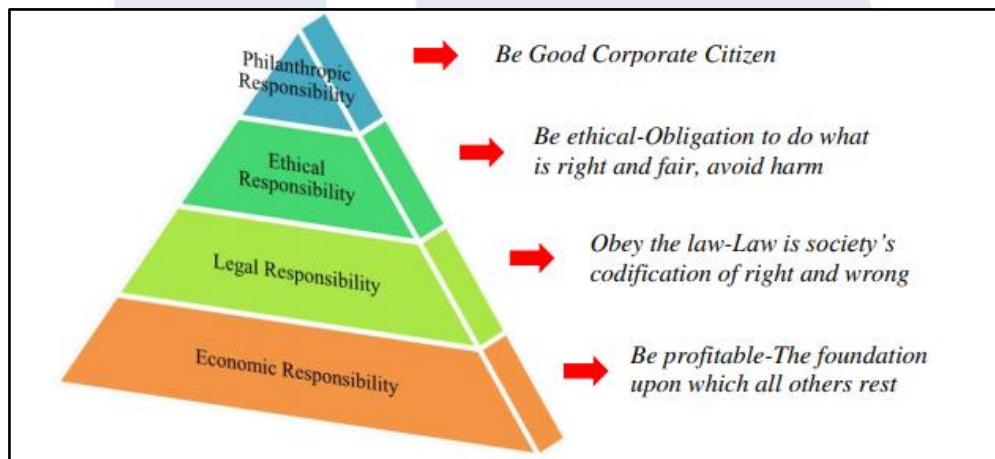 Philanthropic
Responsibility
Be Good Corporate Citizen
Ethical
Responsibility
Be ethical-Obligation to do what
is right and fair, avoid harm
Legal Responsibility
Obey the law-Law is society's
codification of right and wrong
Economic Responsibility
Be profitable-The foundation
upon which all others rest